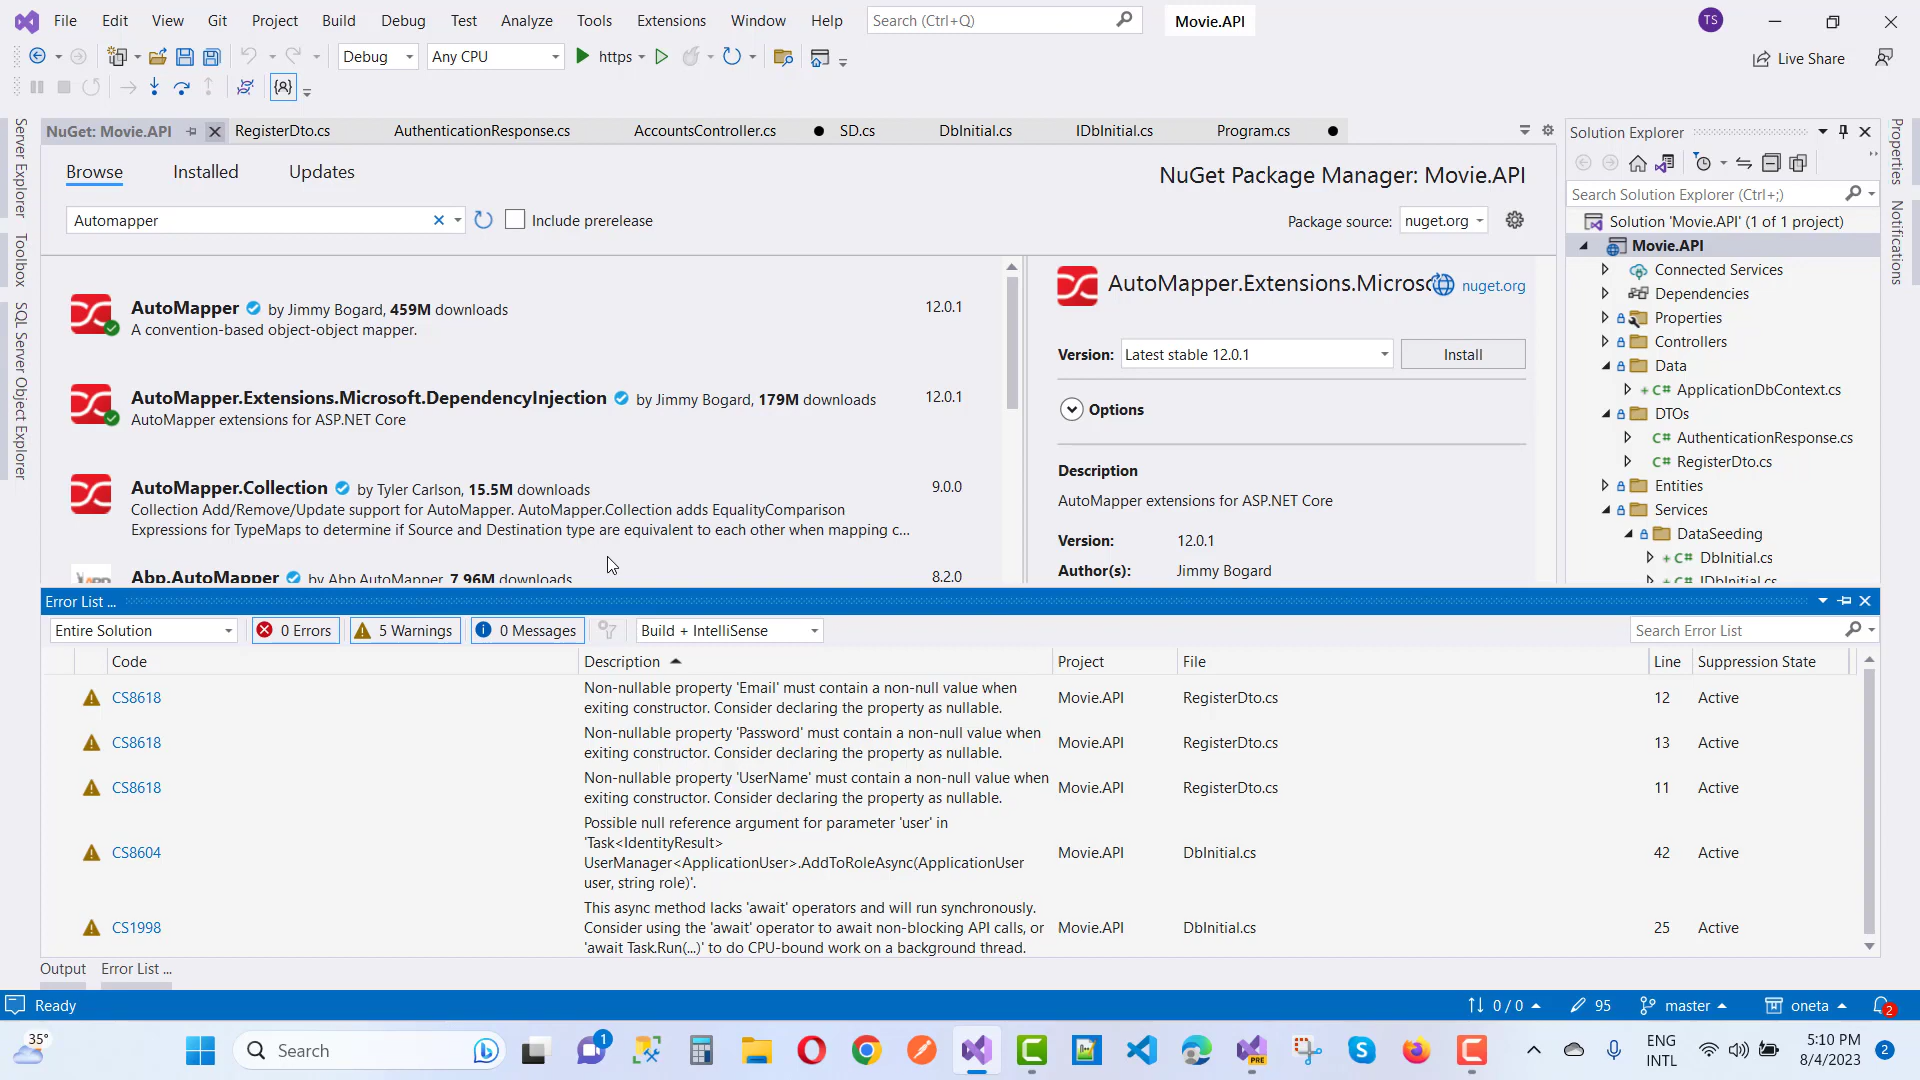 File Edit View Git Project Build Debug Test Analyze Tools Extensions Window Help Search (Ctrl+Q) Movie.API TS
Debug Any CPU https Live Share
NuGet: Movie.API RegisterDto.cs AuthenticationResponse.cs AccountsController.cs SD.cs DbInitial.cs IDbInitial.cs Program.cs
Server Explorer
Toolbox
SQL Server Object Explorer
Browse Installed Updates
NuGet Package Manager: Movie.API
Automapper
Include prerelease
Package source: nuget.org
AutoMapper by Jimmy Bogard, 459M downloads 12.0.1
A convention-based object-object mapper.
AutoMapper.Extensions.Microsoft.DependencyInjection by Jimmy Bogard, 179M downloads 12.0.1
AutoMapper extensions for ASP.NET Core
AutoMapper.Collection by Tyler Carlson, 15.5M downloads 9.0.0
Collection Add/Remove/Update support for AutoMapper. AutoMapper.Collection adds EqualityComparison
Expressions for TypeMaps to determine if Source and Destination type are equivalent to each other when mapping c...
Abp.AutoMapper by Abp.AutoMapper, 7.96M downloads 8.2.0
AutoMapper.Extensions.Microsc nuget.org
Version: Latest stable 12.0.1 Install
Options
Description
AutoMapper extensions for ASP.NET Core
Version: 12.0.1
Author(s): Jimmy Bogard
Solution Explorer
Search Solution Explorer (Ctrl+;)
Solution 'Movie.API' (1 of 1 project)
Movie.API
Connected Services
Dependencies
Properties
Controllers
Data
C# ApplicationDbContext.cs
DTOs
C# AuthenticationResponse.cs
C# RegisterDto.cs
Entities
Services
DataSeeding
C# DbInitial.cs
C# IDbInitial.cs
Properties
Notifications
Error List ...
Entire Solution 0 Errors 5 Warnings 0 Messages Build + IntelliSense Search Error List
Code Description Project File Line Suppression State
CS8618 Non-nullable property 'Email' must contain a non-null value when
exiting constructor. Consider declaring the property as nullable. Movie.API RegisterDto.cs 12 Active
CS8618 Non-nullable property 'Password' must contain a non-null value when
exiting constructor. Consider declaring the property as nullable. Movie.API RegisterDto.cs 13 Active
CS8618 Non-nullable property 'UserName' must contain a non-null value when
exiting constructor. Consider declaring the property as nullable. Movie.API RegisterDto.cs 11 Active
Possible null reference argument for parameter 'user' in
'Task<IdentityResult>
CS8604 UserManager<ApplicationUser>.AddToRoleAsync(ApplicationUser Movie.API DbInitial.cs 42 Active
user, string role)'.
This async method lacks 'await' operators and will run synchronously.
CS1998 Consider using the 'await' operator to await non-blocking API calls, or Movie.API DbInitial.cs 25 Active
'await Task.Run(...)' to do CPU-bound work on a background thread.
Output Error List ...
Ready 0 / 0 95 master oneta 2
35° Search 1 PRE ENG
INTL 5:10 PM
8/4/2023 2